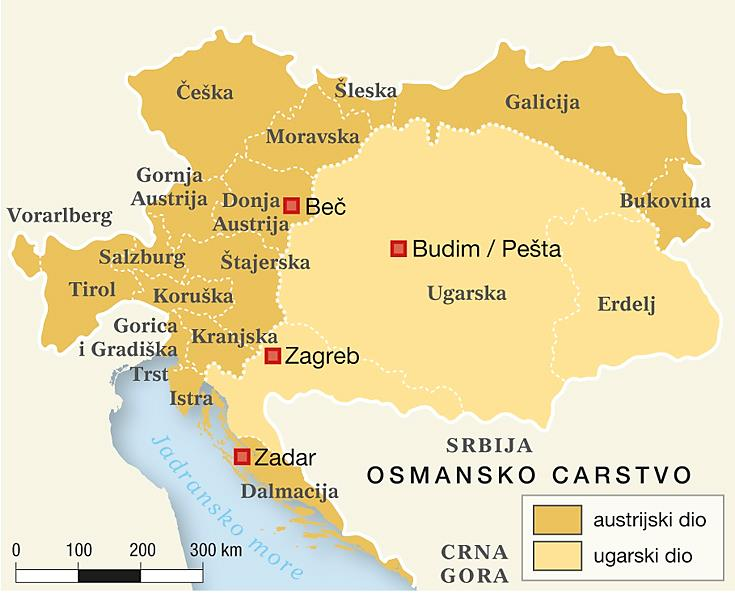 Češka
Šleska
Galicija
Moravska
Gornja
Austrija
Donja
Austrija
Beč
Bukovina
Vorarlberg
Salzburg
Štajerska
Budim / Pešta
Tirol
Koruška
Ugarska
Erdelj
Gorica
i Gradiška
Kranjska
Trst
Zagreb
Istra
Jadransko more
Zadar
Dalmacija
SRBIJA
OSMANSKO CARSTVO
CRNA
GORA
austrijski dio
ugarski dio
0 100 200 300 km